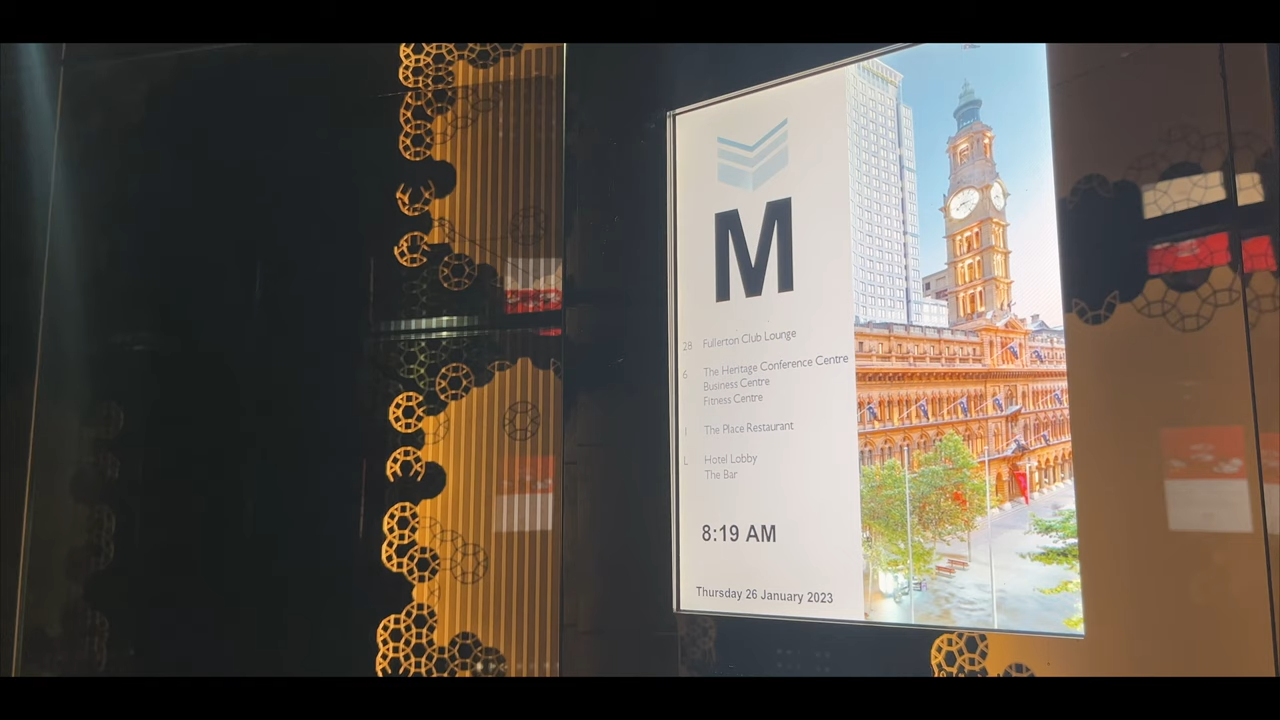 M
28 Fullerton Club Lounge
6 The Heritage Conference Centre
Business Centre
Fitness Centre
1 The Place Restaurant
L Hotel Lobby
The Bar
8:19 AM
Thursday 26 January 2023